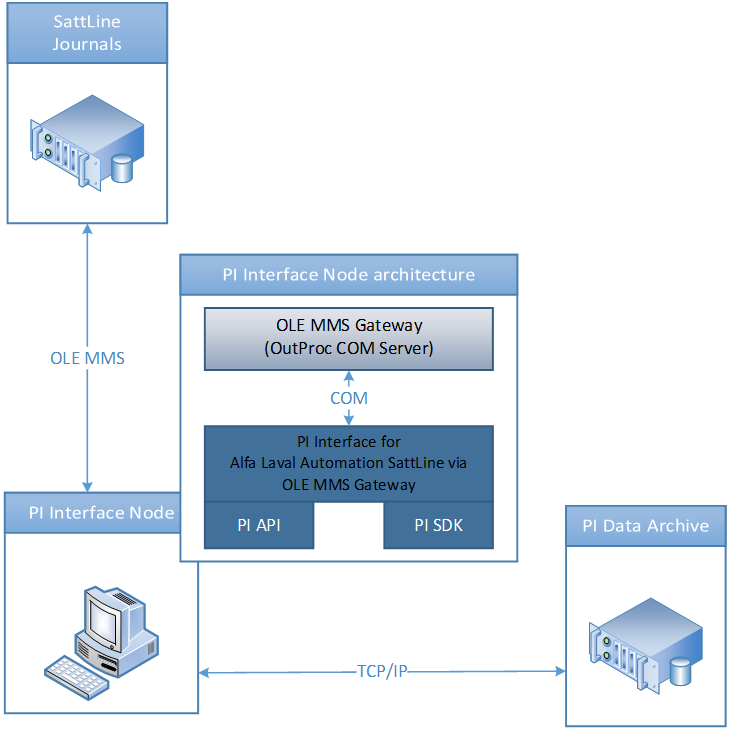 SattLine
Journals
PI Interface Node architecture
OLE MMS Gateway
(OutProc COM Server)
OLE MMS
COM
PI Interface for
Alfa Laval Automation SattLine via
OLE MMS Gateway
PI API
PI SDK
PI Interface Node
PI Data Archive
TCP/IP